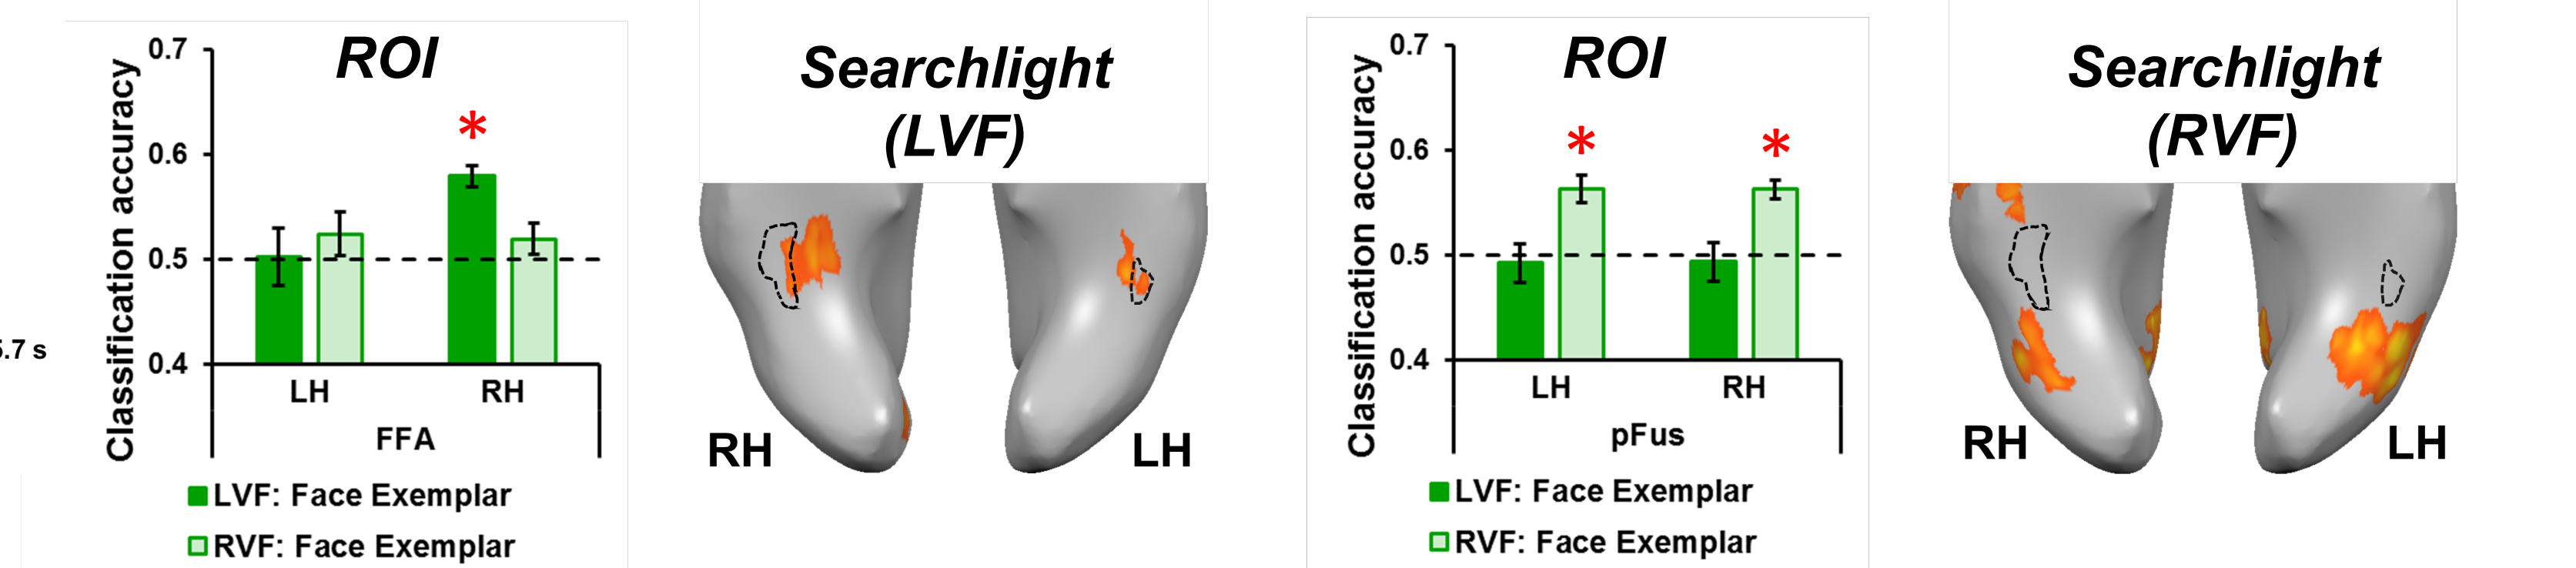 5.7 s
ROI
Classification accuracy
0.7
0.6
0.5
0.4
*
LH
RH
FFA
LVF: Face Exemplar
RVF: Face Exemplar
Searchlight
(LVF)
RH
LH
ROI
Classification accuracy
0.7
0.6
0.5
0.4
*
*
LH
RH
pFus
LVF: Face Exemplar
RVF: Face Exemplar
Searchlight
(RVF)
RH
LH